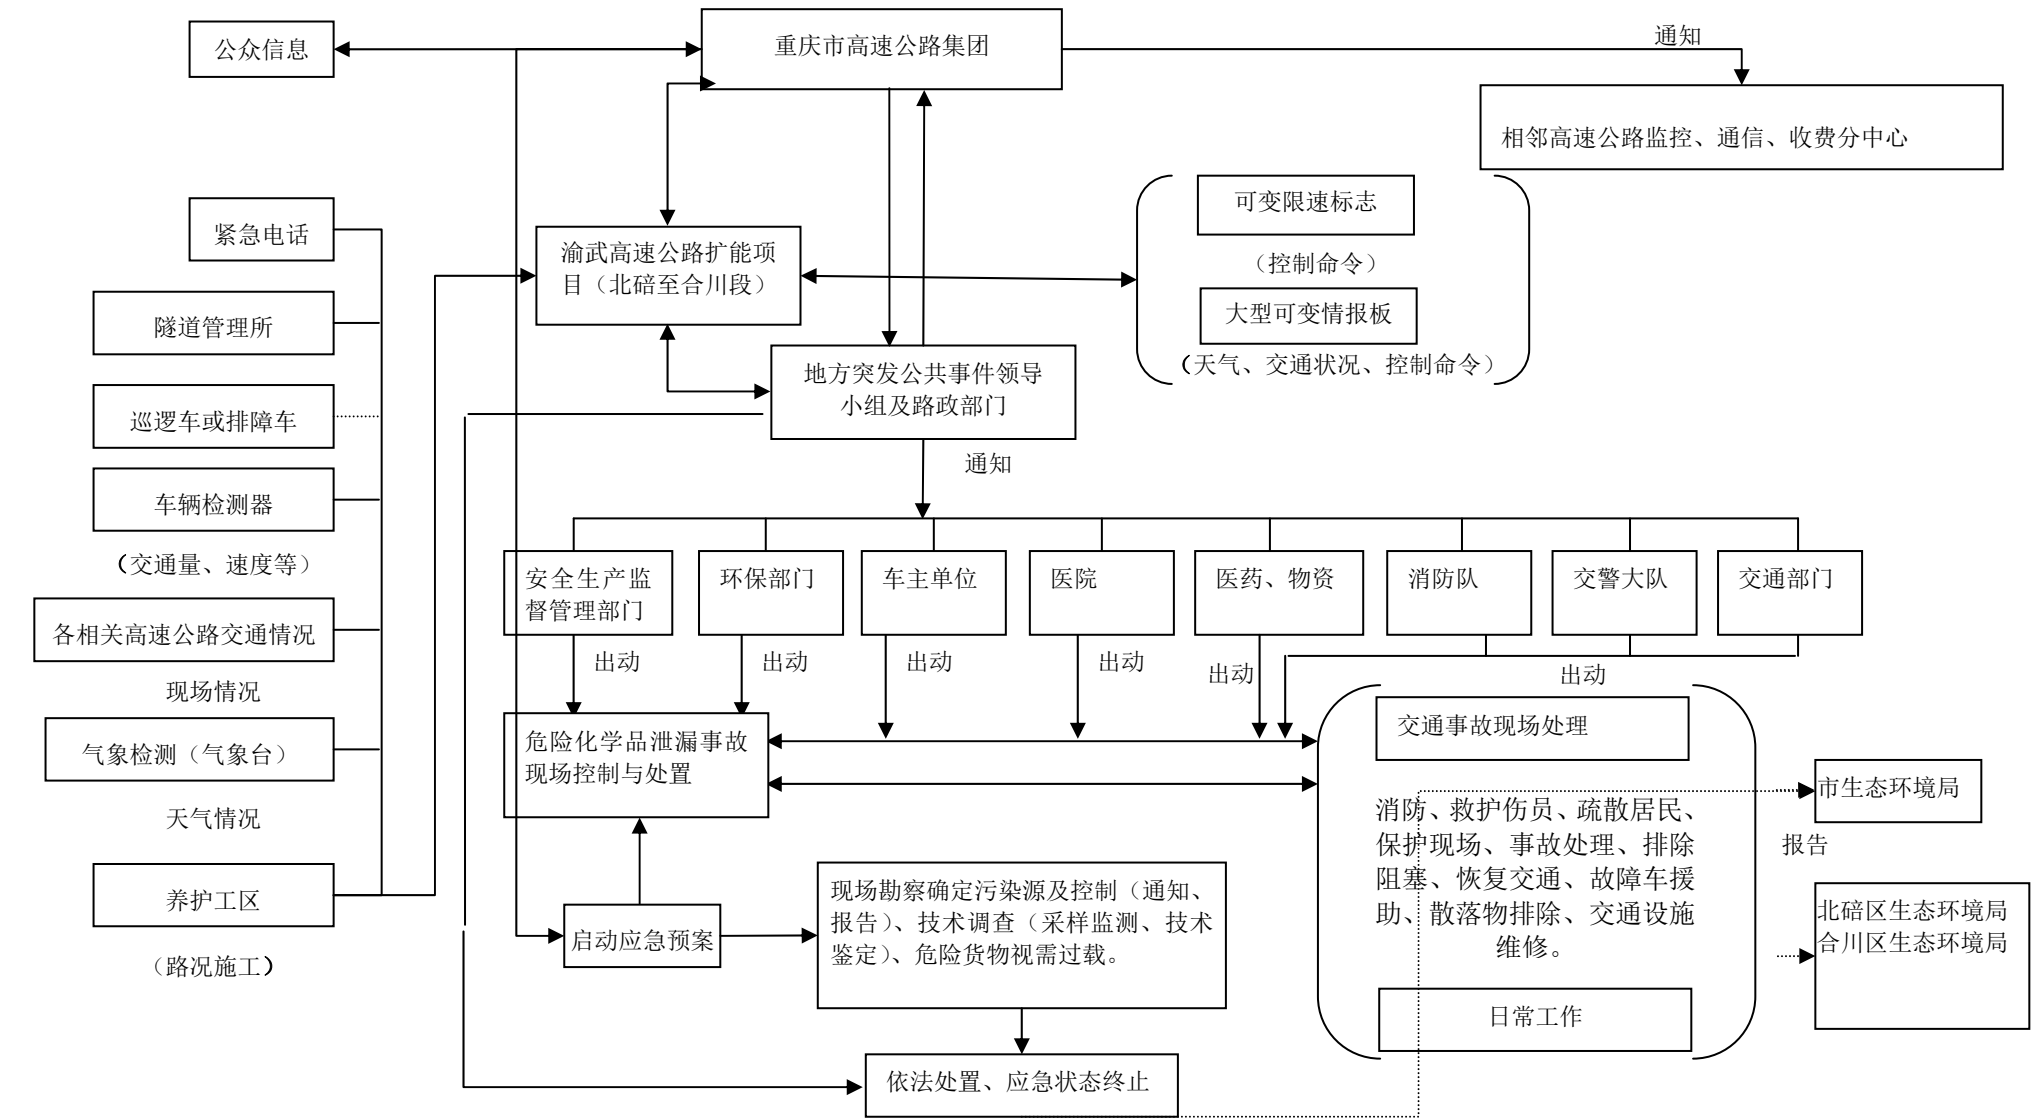 公众信息
重庆市高速公路集团
通知
相邻高速公路监控、通信、收费分中心
紧急电话
隧道管理所
巡逻车或排障车
车辆检测器
（交通量、速度等）
各相关高速公路交通情况
现场情况
气象检测（气象台）
天气情况
养护工区
（路况施工）
渝武高速公路扩能项
目（北碚至合川段）
可变限速标志
（控制命令）
大型可变情报板
（天气、交通状况、控制命令）
地方突发公共事件领导
小组及路政部门
通知
安全生产监
督管理部门
环保部门
车主单位
医院
医药、物资
消防队
交警大队
交通部门
出动
出动
出动
出动
出动
出动
危险化学品泄漏事故
现场控制与处置
交通事故现场处理
消防、救护伤员、疏散居民、
保护现场、事故处理、排除
阻塞、恢复交通、故障车援
助、散落物排除、交通设施
维修。
日常工作
市生态环境局
报告
北碚区生态环境局
合川区生态环境局
启动应急预案
现场勘察确定污染源及控制（通知、
报告）、技术调查（采样监测、技术
鉴定）、危险货物视需过载。
依法处置、应急状态终止